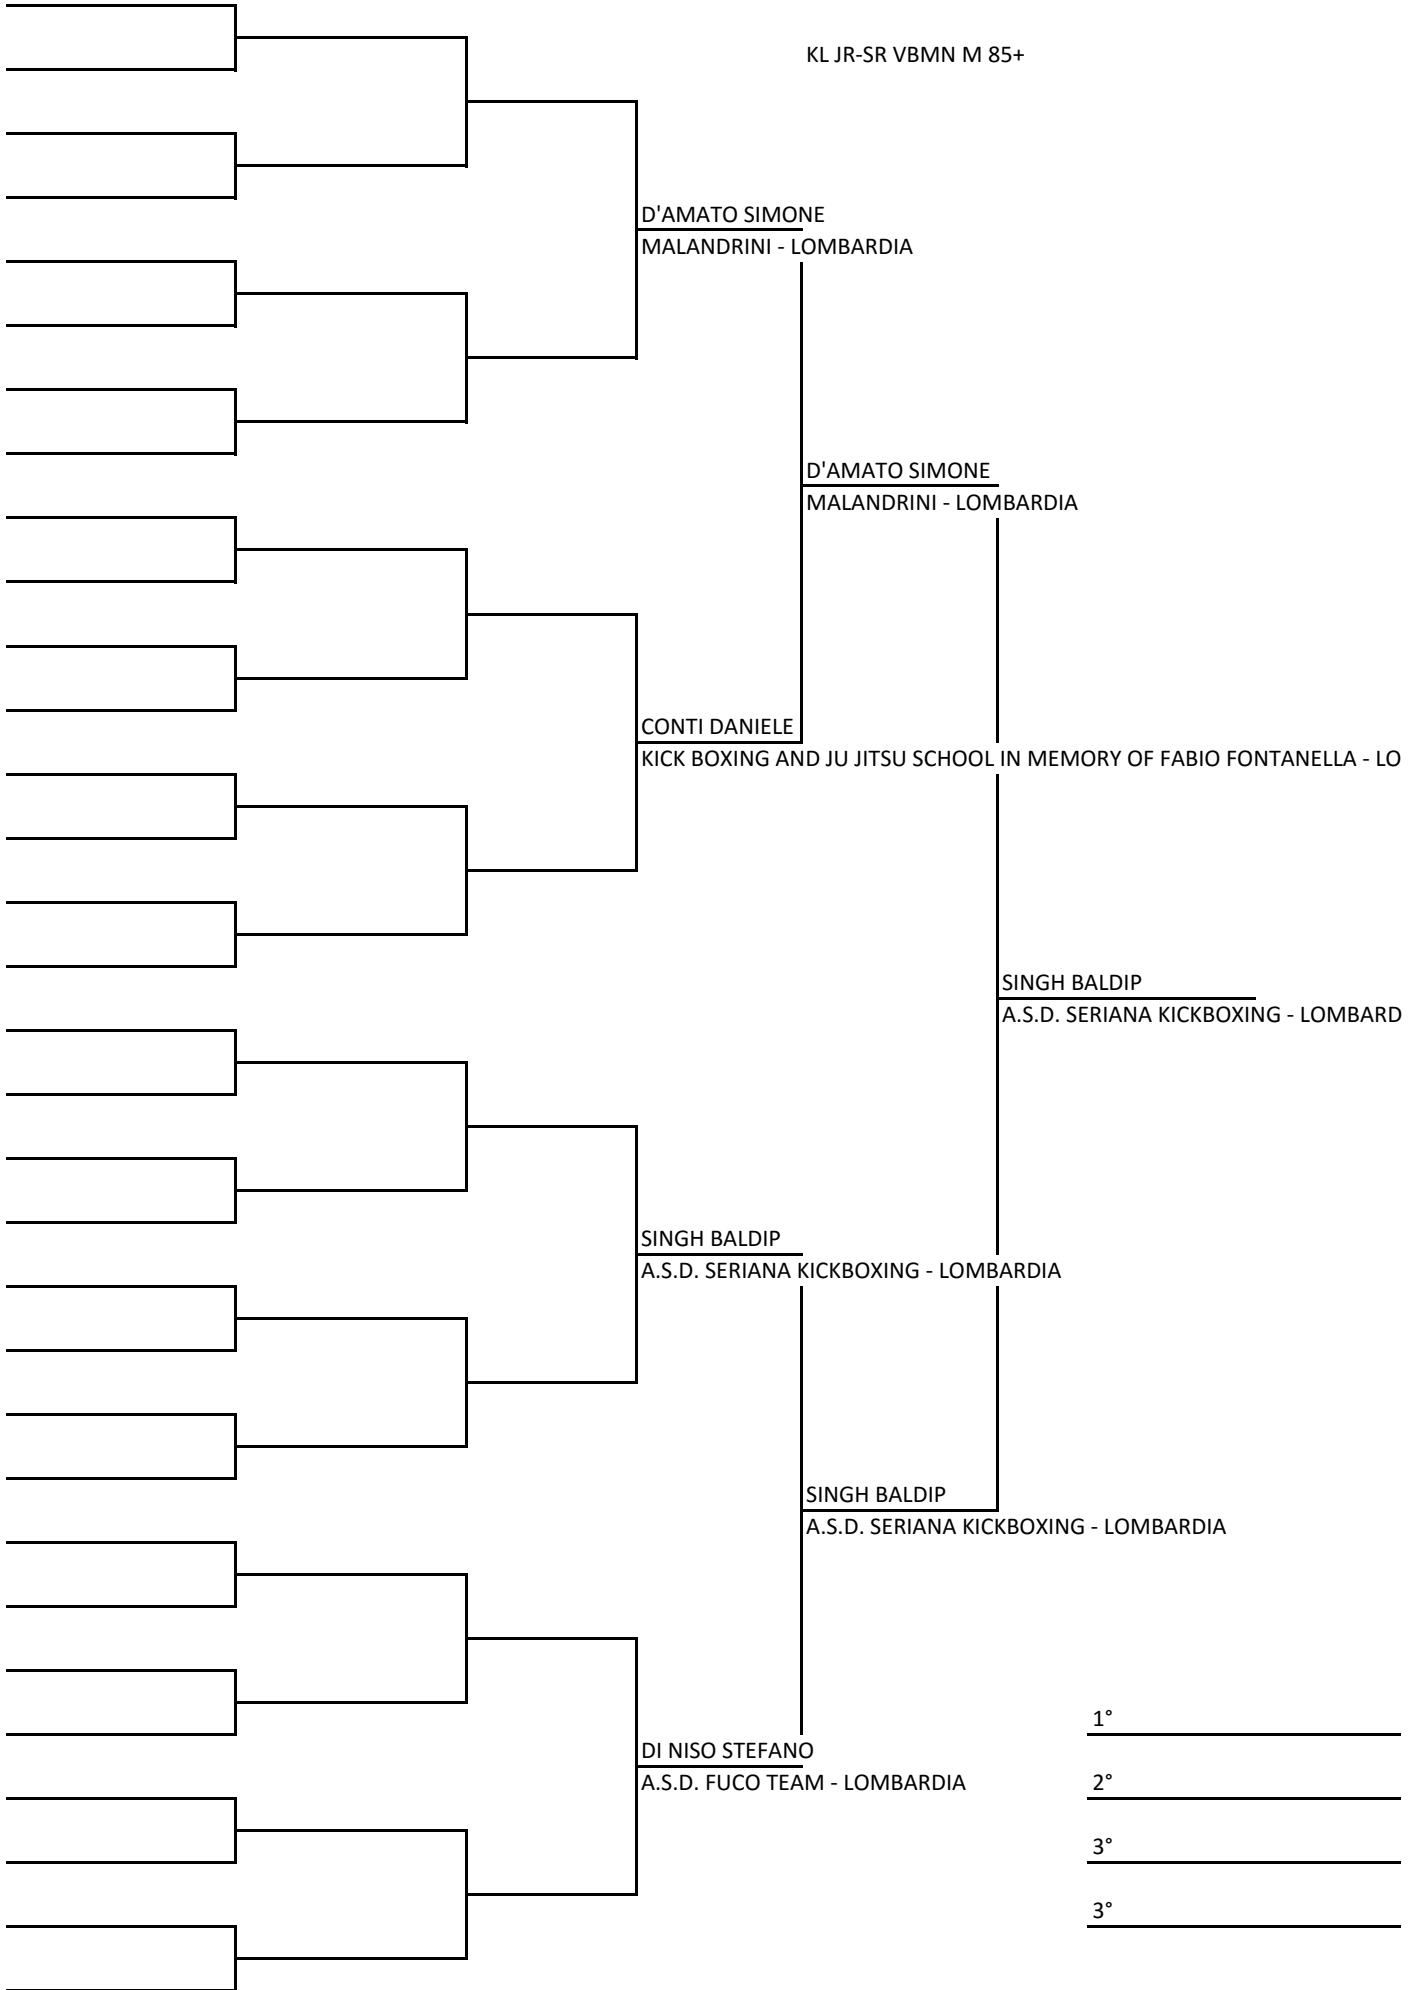 KL JR-SR VBMN M 85+
D'AMATO SIMONE
MALANDRINI - LOMBARDIA
D'AMATO SIMONE
MALANDRINI - LOMBARDIA
CONTI DANIELE
KICK BOXING AND JU JITSU SCHOOL IN MEMORY OF FABIO FONTANELLA - LO
SINGH BALDIP
A.S.D. SERIANA KICKBOXING - LOMBARD
SINGH BALDIP
A.S.D. SERIANA KICKBOXING - LOMBARDIA
SINGH BALDIP
A.S.D. SERIANA KICKBOXING - LOMBARDIA
1°
DI NISO STEFANO
A.S.D. FUCO TEAM - LOMBARDIA
2°
3°
3°